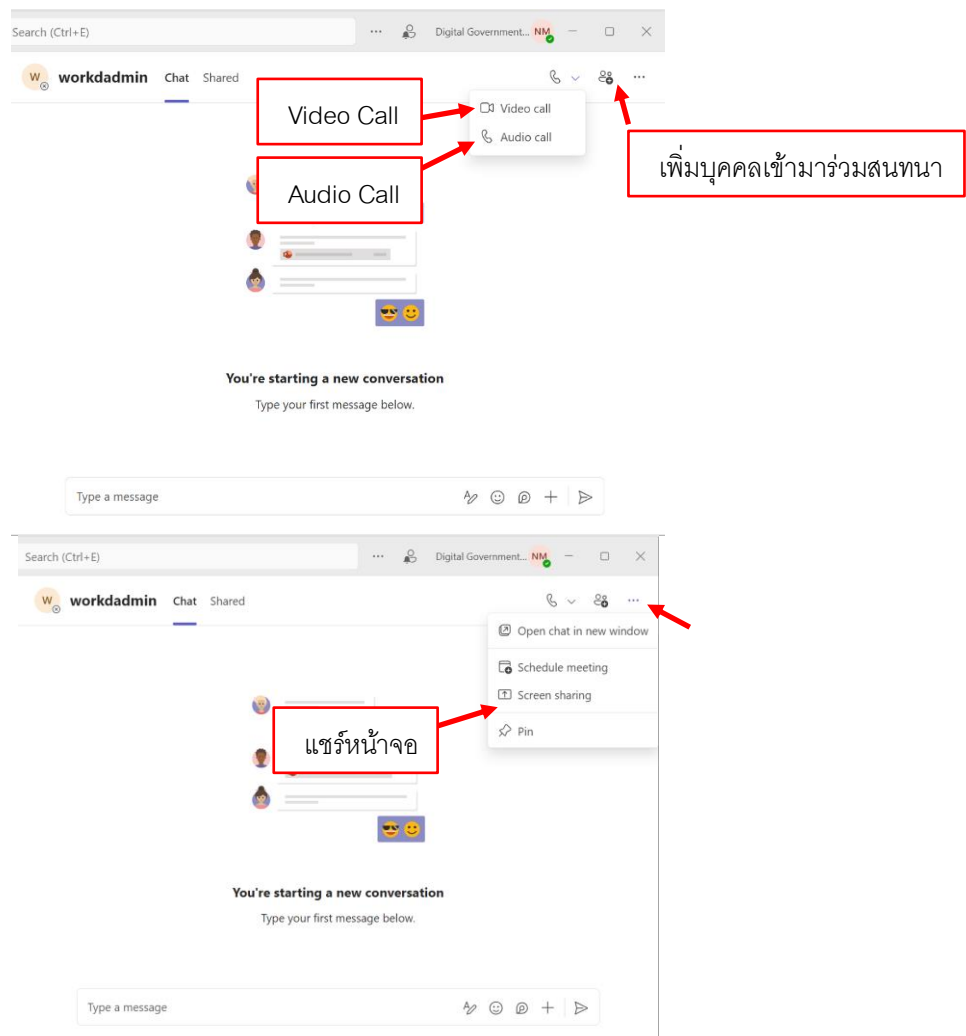 Search (Ctrl+E)
Digital Government... NM
W workdadmin Chat Shared
Video call
Audio call
Video Call
Audio Call
เพิ่มบุคคลเข้ามาร่วมสนทนา
You're starting a new conversation
Type your first message below.
Type a message
Search (Ctrl+E)
Digital Government... NM
W workdadmin Chat Shared
Open chat in new window
Schedule meeting
Screen sharing
Pin
แชร์หน้าจอ
You're starting a new conversation
Type your first message below.
Type a message